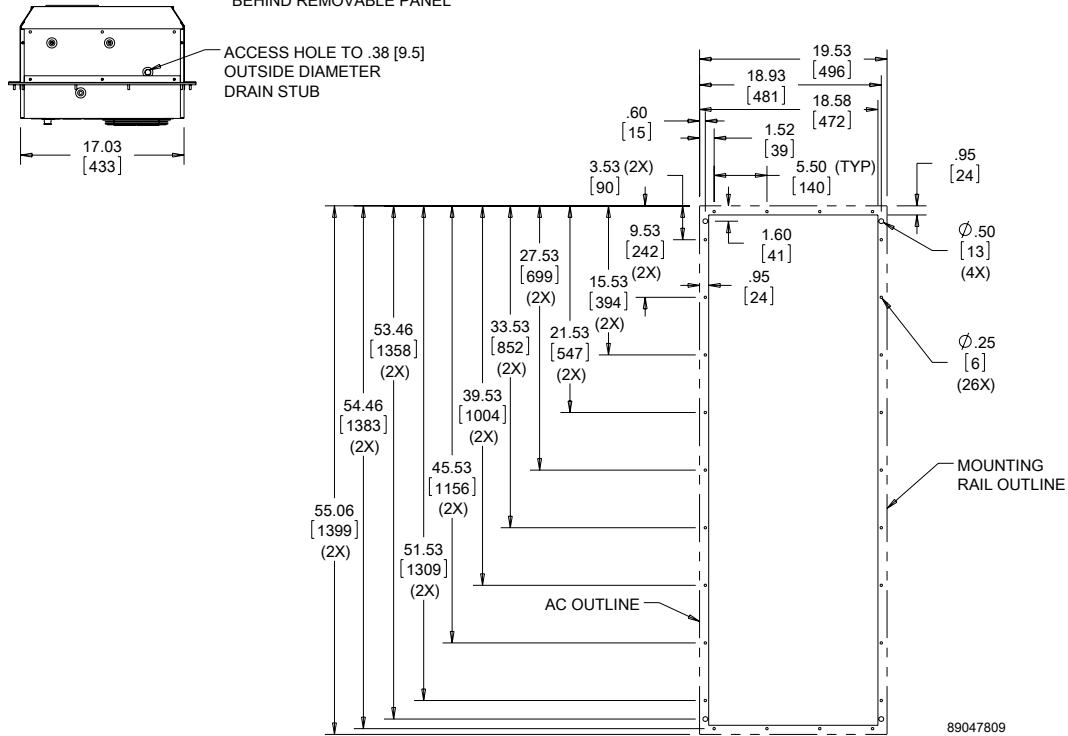 BEHIND REMOVABLE PANEL
ACCESS HOLE TO .38 [9.5]
OUTSIDE DIAMETER
DRAIN STUB
17.03
[433]
19.53
[496]
18.93
[481]
18.58
[472]
.60
[15]
1.52
[39]
3.53 (2X)
[90]
5.50 (TYP)
[140]
.95
[24]
9.53
[242]
(2X)
1.60
[41]
Ø.50
[13]
(4X)
27.53
[699]
(2X)
15.53
[394]
(2X)
.95
[24]
53.46
[1358]
(2X)
33.53
[852]
(2X)
21.53
[547]
(2X)
Ø.25
[6]
(26X)
54.46
[1383]
(2X)
39.53
[1004]
(2X)
45.53
[1156]
(2X)
MOUNTING
RAIL OUTLINE
55.06
[1399]
(2X)
51.53
[1309]
(2X)
AC OUTLINE
89047809